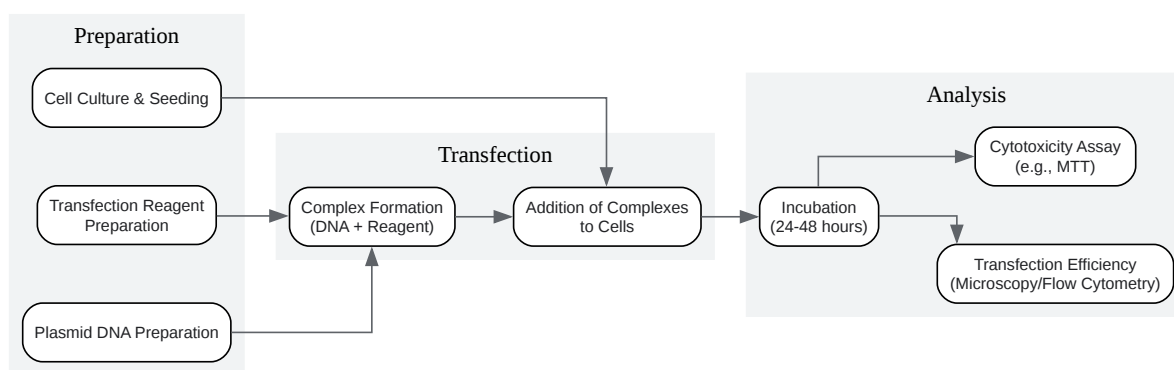 Preparation
Cell Culture & Seeding
Transfection Reagent
Preparation
Plasmid DNA Preparation
Transfection
Complex Formation
(DNA + Reagent)
Addition of Complexes
to Cells
Analysis
Incubation
(24-48 hours)
Cytotoxicity Assay
(e.g., MTT)
Transfection Efficiency
(Microscopy/Flow Cytometry)